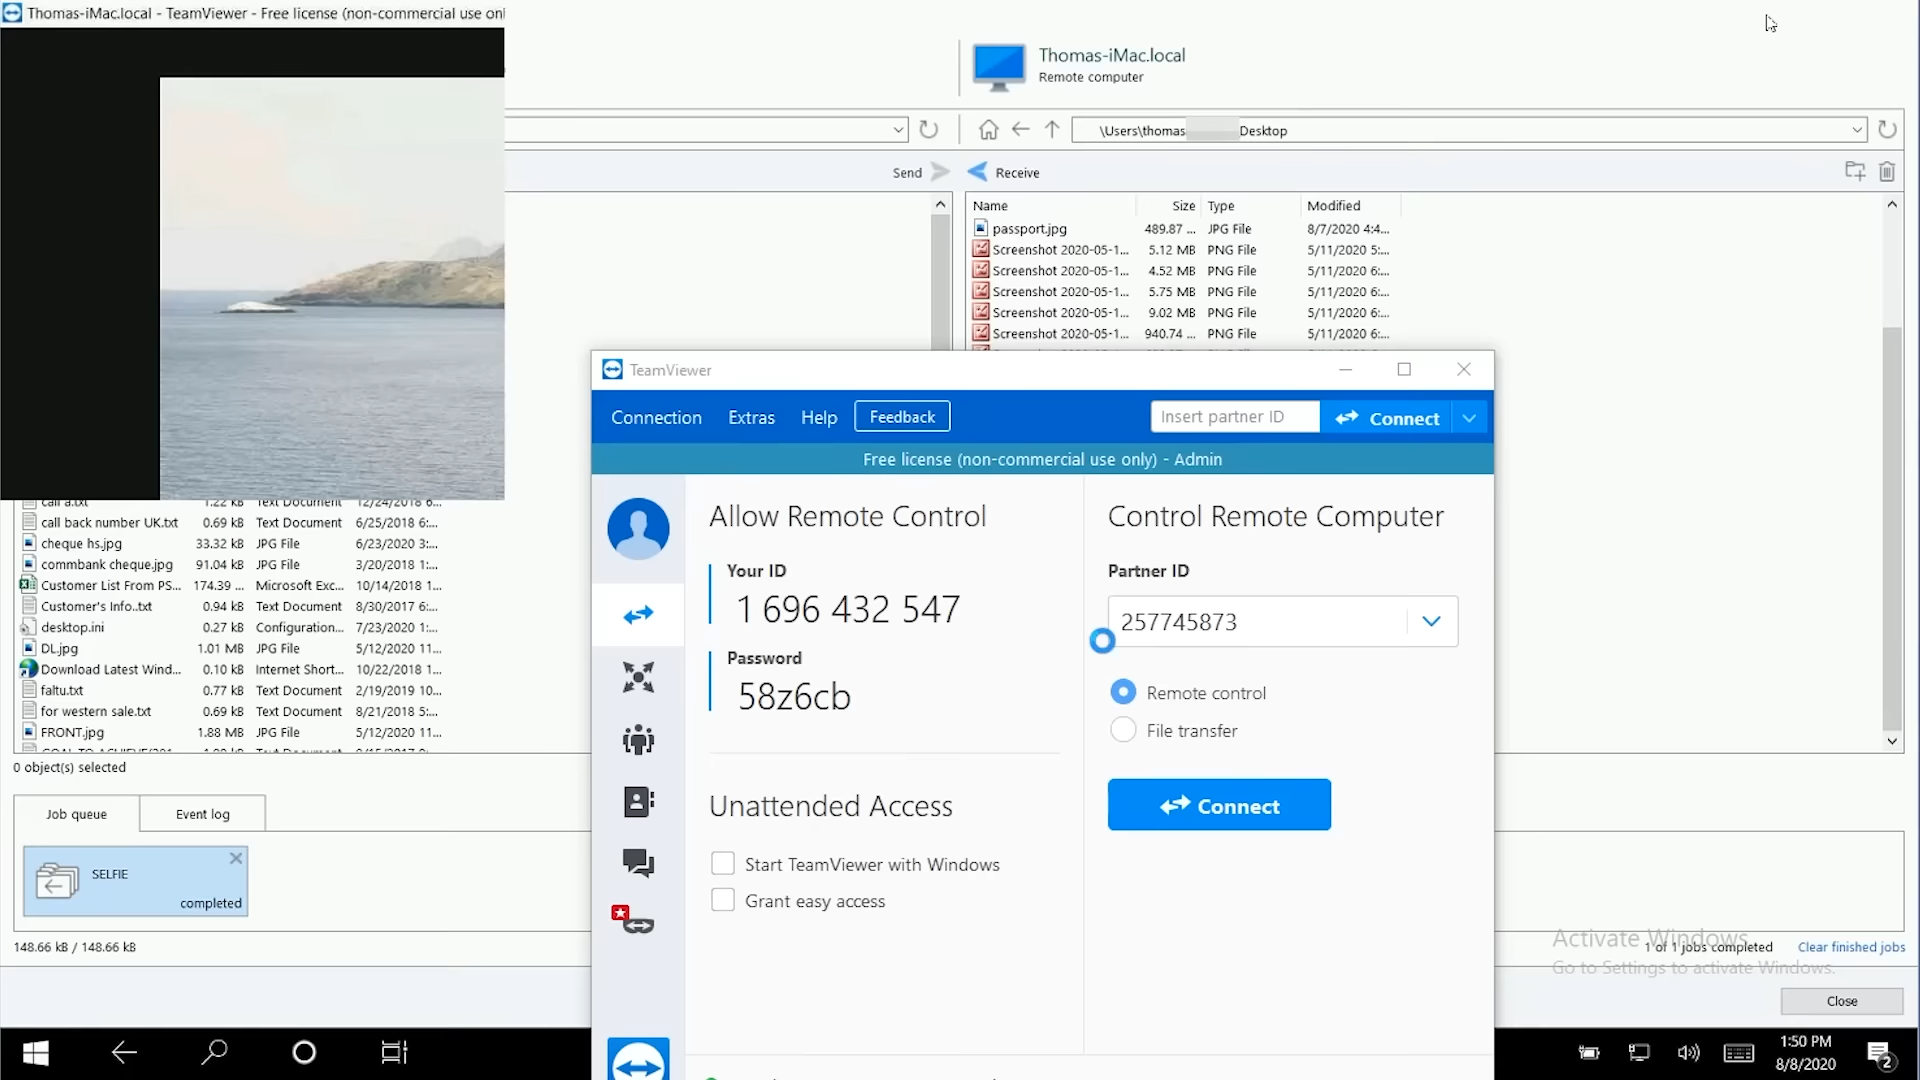 Thomas-iMac.local - TeamViewer - Free license (non-commercial use onl
Thomas-iMac.local
Remote computer
\Users\thomas Desktop
Send
Receive
Name Size Type Modified
passport.jpg 489.87 ... JPG File 8/7/2020 4:4...
Screenshot 2020-05-1... 5.12 MB PNG File 5/11/2020 5:...
Screenshot 2020-05-1... 4.52 MB PNG File 5/11/2020 6:...
Screenshot 2020-05-1... 5.75 MB PNG File 5/11/2020 6:...
Screenshot 2020-05-1... 9.02 MB PNG File 5/11/2020 6:...
Screenshot 2020-05-1... 940.74 ... PNG File 5/11/2020 6:...
TeamViewer
Connection Extras Help Feedback
Insert partner ID Connect
Free license (non-commercial use only) - Admin
Allow Remote Control
Your ID
1 696 432 547
Password
58z6cb
Unattended Access
Start TeamViewer with Windows
Grant easy access
Control Remote Computer
Partner ID
257745873
Remote control
File transfer
Connect
call a.txt 1.22 kB Text Document 12/24/2018 6...
call back number UK.txt 0.69 kB Text Document 6/25/2018 6:...
cheque hs.jpg 33.32 kB JPG File 6/23/2020 3:...
commbank cheque.jpg 91.04 kB JPG File 3/20/2018 1:...
Customer List From PS... 174.39 ... Microsoft Exc... 10/14/2018 1...
Customer's Info..txt 0.94 kB Text Document 8/30/2017 6:...
desktop.ini 0.27 kB Configuration... 7/23/2020 1:...
DL.jpg 1.01 MB JPG File 5/12/2020 11...
Download Latest Wind... 0.10 kB Internet Short... 10/22/2018 1...
faltu.txt 0.77 kB Text Document 2/19/2019 10...
for western sale.txt 0.69 kB Text Document 8/21/2018 5:...
FRONT.jpg 1.88 MB JPG File 5/12/2020 11...
0 object(s) selected
Job queue Event log
SELFIE
completed
148.66 kB / 148.66 kB
Activate Windows
Go to Settings to activate Windows.
1 of 1 jobs completed Clear finished jobs
Close
1:50 PM
8/8/2020
2